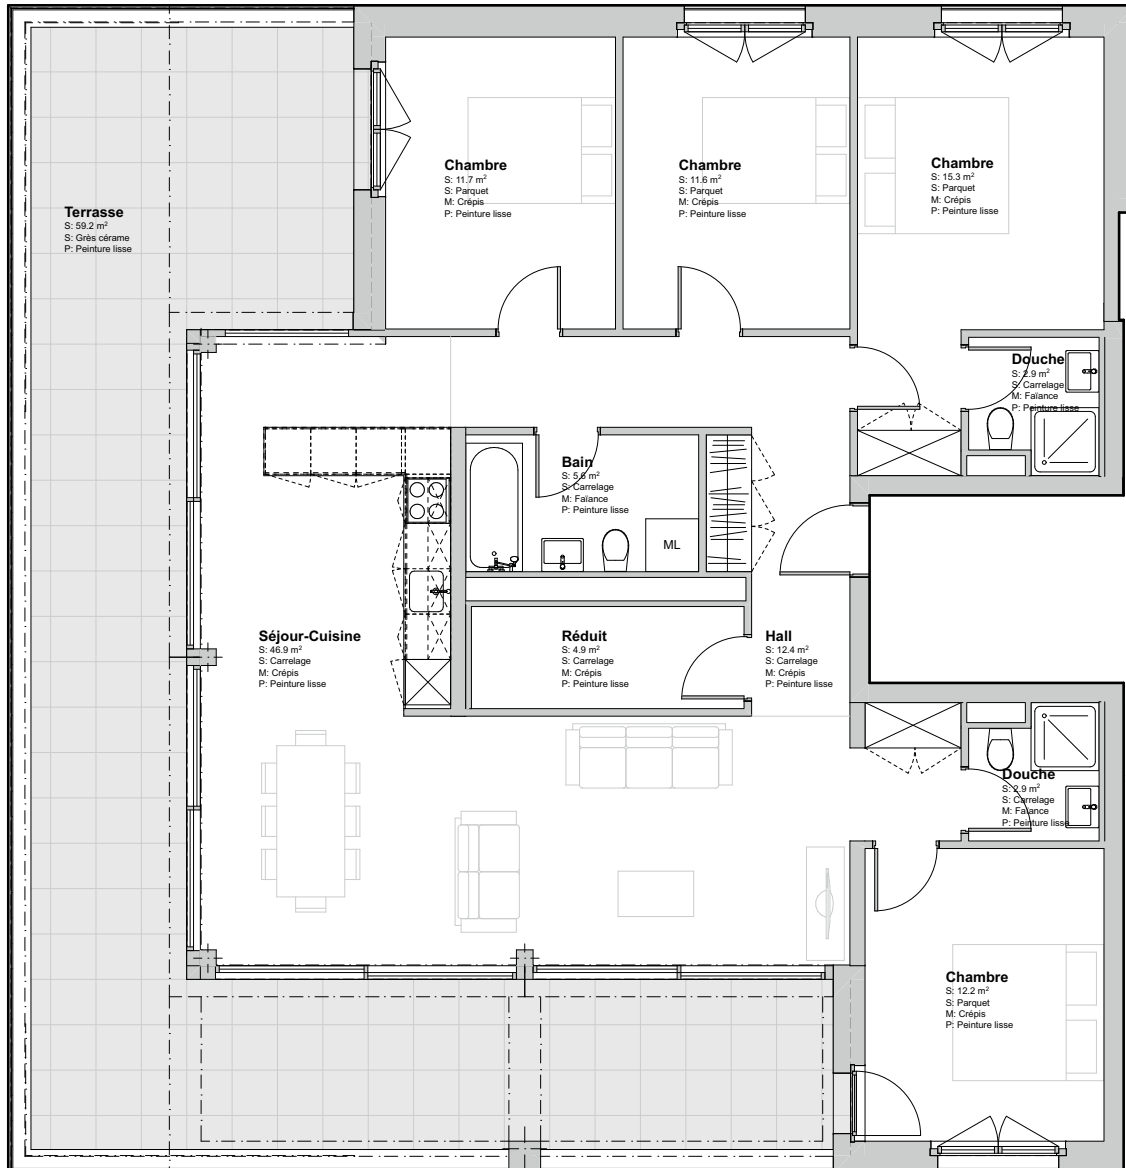 Chambre
S: 11.7 m²
S: Parquet
M: Crépis
P: Peinture lisse
Chambre
S: 11.6 m²
S: Parquet
M: Crépis
P: Peinture lisse
Chambre
S: 15.3 m²
S: Parquet
M: Crépis
P: Peinture lisse
Terrasse
S: 59.2 m²
S: Grès cérame
P: Peinture lisse
Douche
S: 2.9 m²
S: Carrelage
M: Faïance
P: Peinture lisse
Bain
S: 5.6 m²
S: Carrelage
M: Faïance
P: Peinture lisse
ML
Séjour-Cuisine
S: 46.9 m²
S: Carrelage
M: Crépis
P: Peinture lisse
Réduit
S: 4.9 m²
S: Carrelage
M: Crépis
P: Peinture lisse
Hall
S: 12.4 m²
S: Carrelage
M: Crépis
P: Peinture lisse
Douche
S: 2.9 m²
S: Carrelage
M: Faïance
P: Peinture lisse
Chambre
S: 12.2 m²
S: Parquet
M: Crépis
P: Peinture lisse